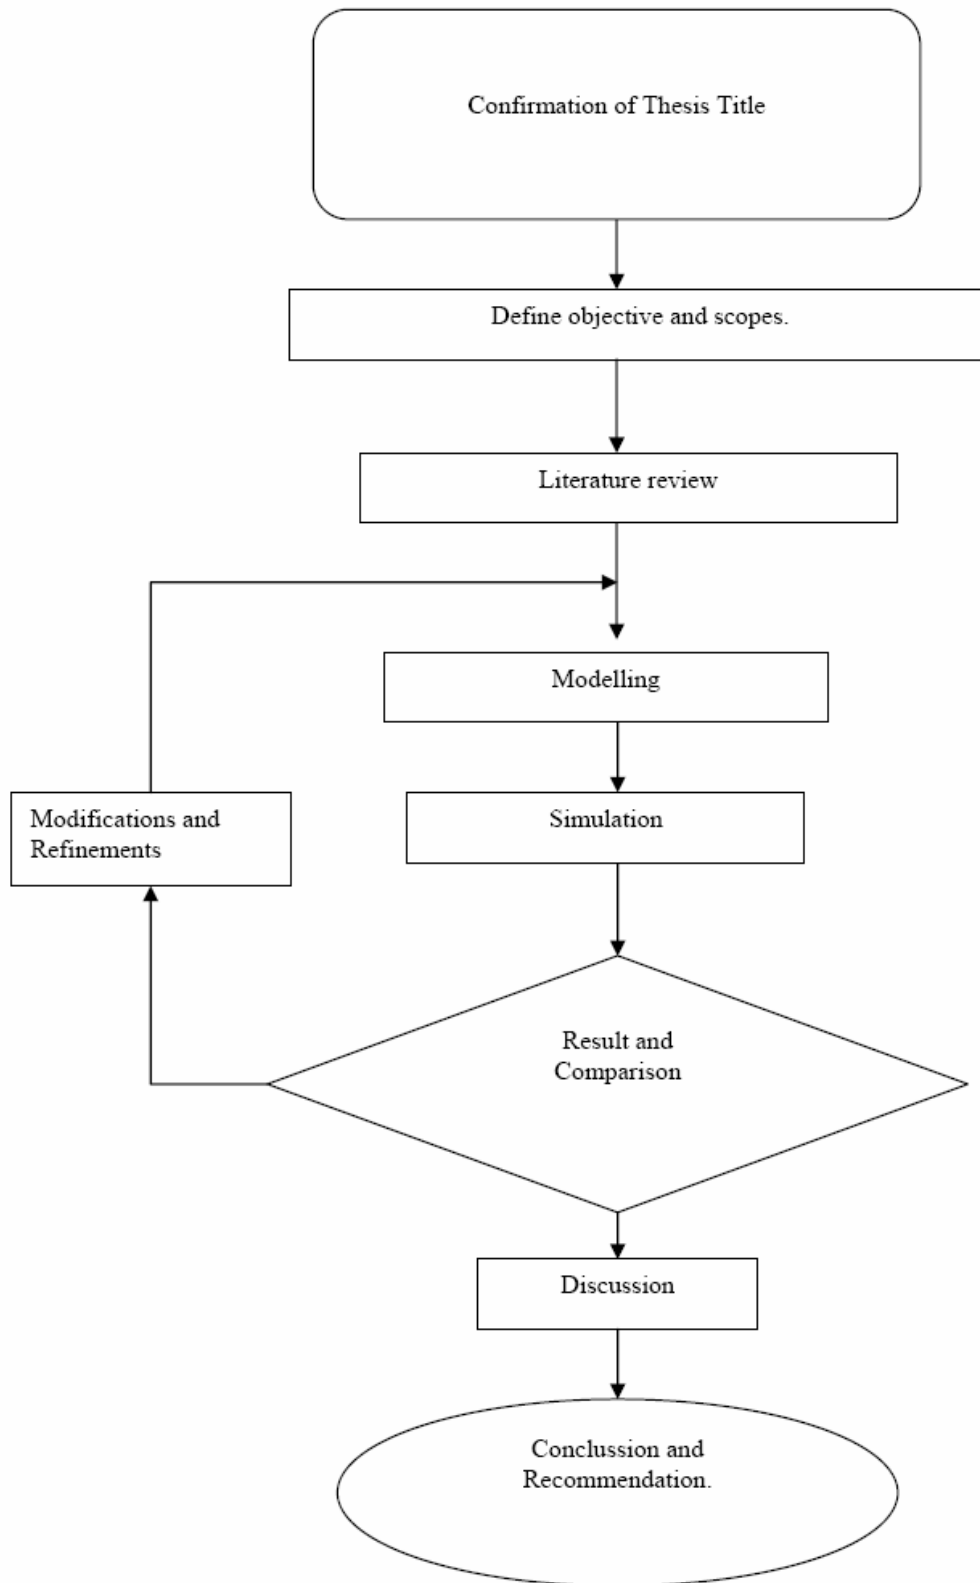 Confirmation of Thesis Title
Define objective and scopes.
Literature review
Modelling
Modifications and
Refinements
Simulation
Result and
Comparison
Discussion
Conclussion and
Recommendation.